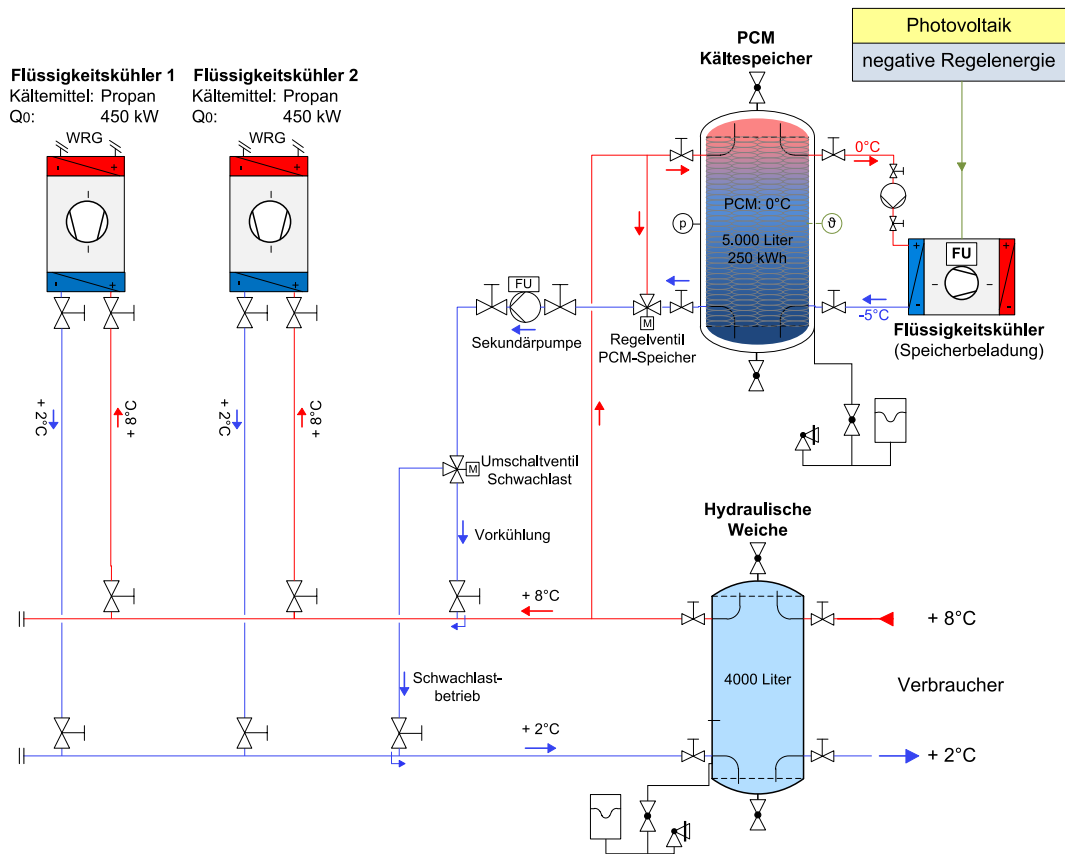 Photovoltaik
negative Regelenergie
PCM
Kältespeicher
Flüssigkeitskühler 1
Kältemittel: Propan
Q0: 450 kW
WRG
- +
Flüssigkeitskühler 2
Kältemittel: Propan
Q0: 450 kW
WRG
- +
0°C
PCM: 0°C
5.000 Liter
250 kWh
p
ϑ
FU
+ +
- -
-5°C
Flüssigkeitskühler
(Speicherbeladung)
FU
Sekundärpumpe
M
Regelventil
PCM-Speicher
+ 2°C
+ 8°C
+ 2°C
+ 8°C
M
Umschaltventil
Schwachlast
Vorkühlung
Hydraulische
Weiche
+ 8°C
+ 8°C
4000 Liter
Verbraucher
Schwachlast-
betrieb
+ 2°C
+ 2°C